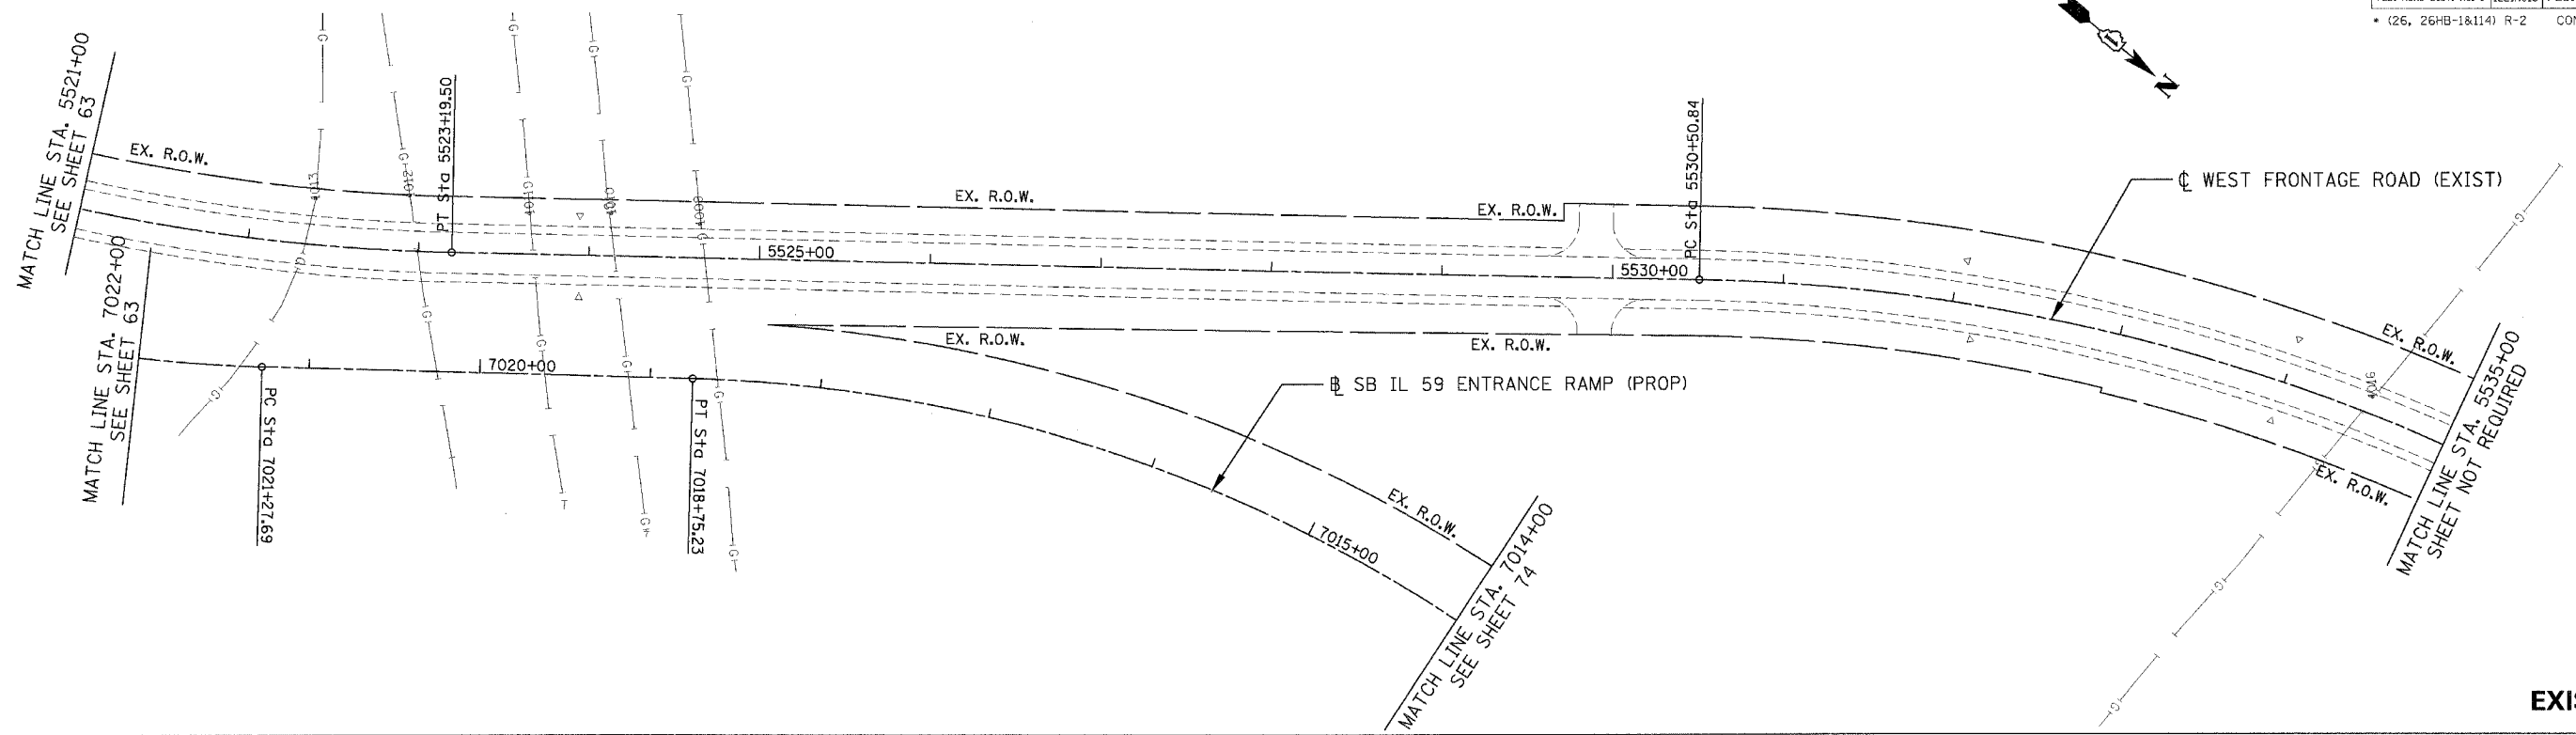 * (26, 26HB-1&114) R-2 CON
N
MATCH LINE STA. 5521+00
SEE SHEET 63
EX. R.O.W.
PT Sta 5523+19.50
EX. R.O.W.
EX. R.O.W.
PC Sta 5530+50.84
℄ WEST FRONTAGE ROAD (EXIST)
5525+00
5530+00
MATCH LINE STA. 7022+00
SEE SHEET 63
7020+00
PC Sta 7021+27.69
PT Sta 7018+75.23
EX. R.O.W.
EX. R.O.W.
SB IL 59 ENTRANCE RAMP (PROP)
EX. R.O.W.
7015+00
MATCH LINE STA. 7014+00
SEE SHEET 74
EX. R.O.W.
EX. R.O.W.
MATCH LINE STA. 5535+00
SHEET NOT REQUIRED
EXIS